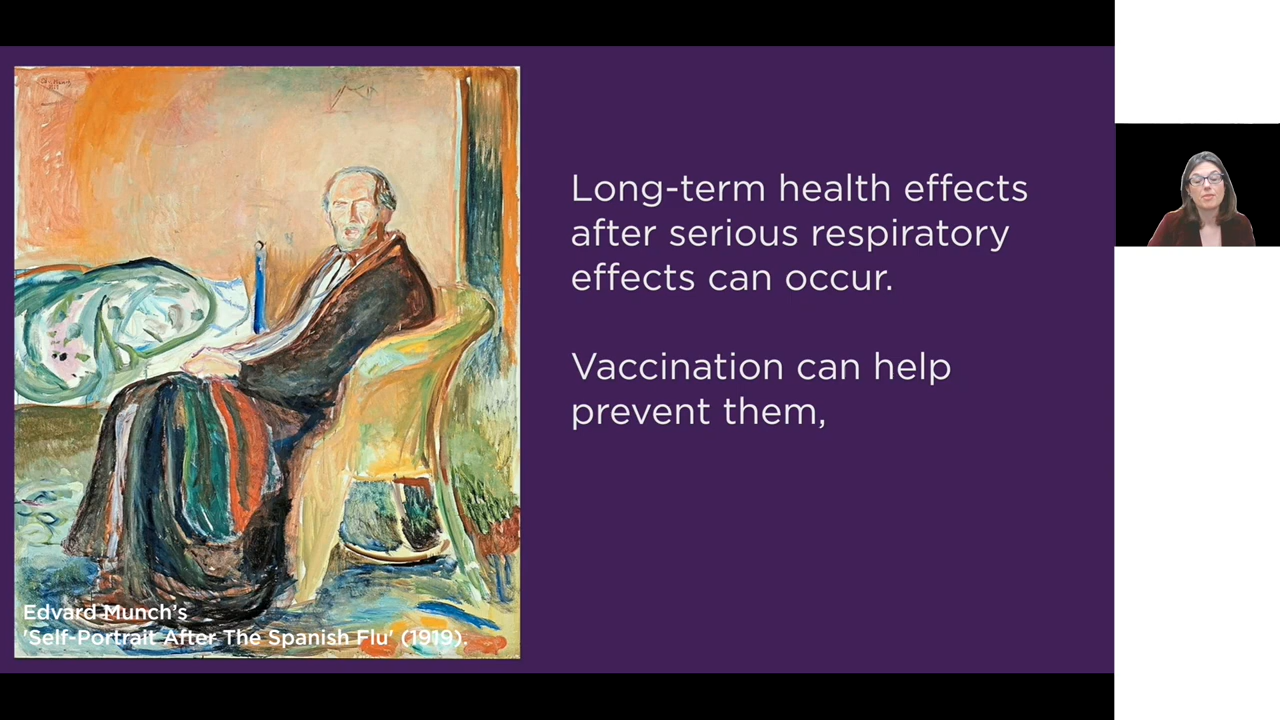 Long-term health effects
after serious respiratory
effects can occur.
Vaccination can help
prevent them,
Edvard Munch's
'Self-Portrait After The Spanish Flu' (1919).